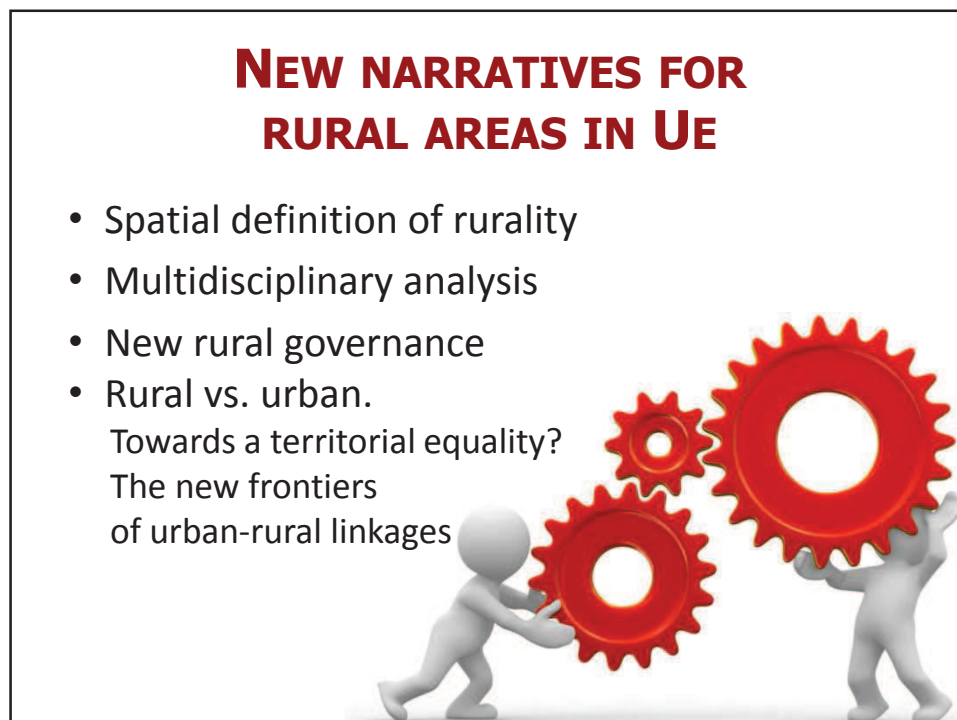 NEW NARRATIVES FOR
RURAL AREAS IN UE
• Spatial definition of rurality
• Multidisciplinary analysis
• New rural governance
• Rural vs. urban.
Towards a territorial equality?
The new frontiers
of urban-rural linkages